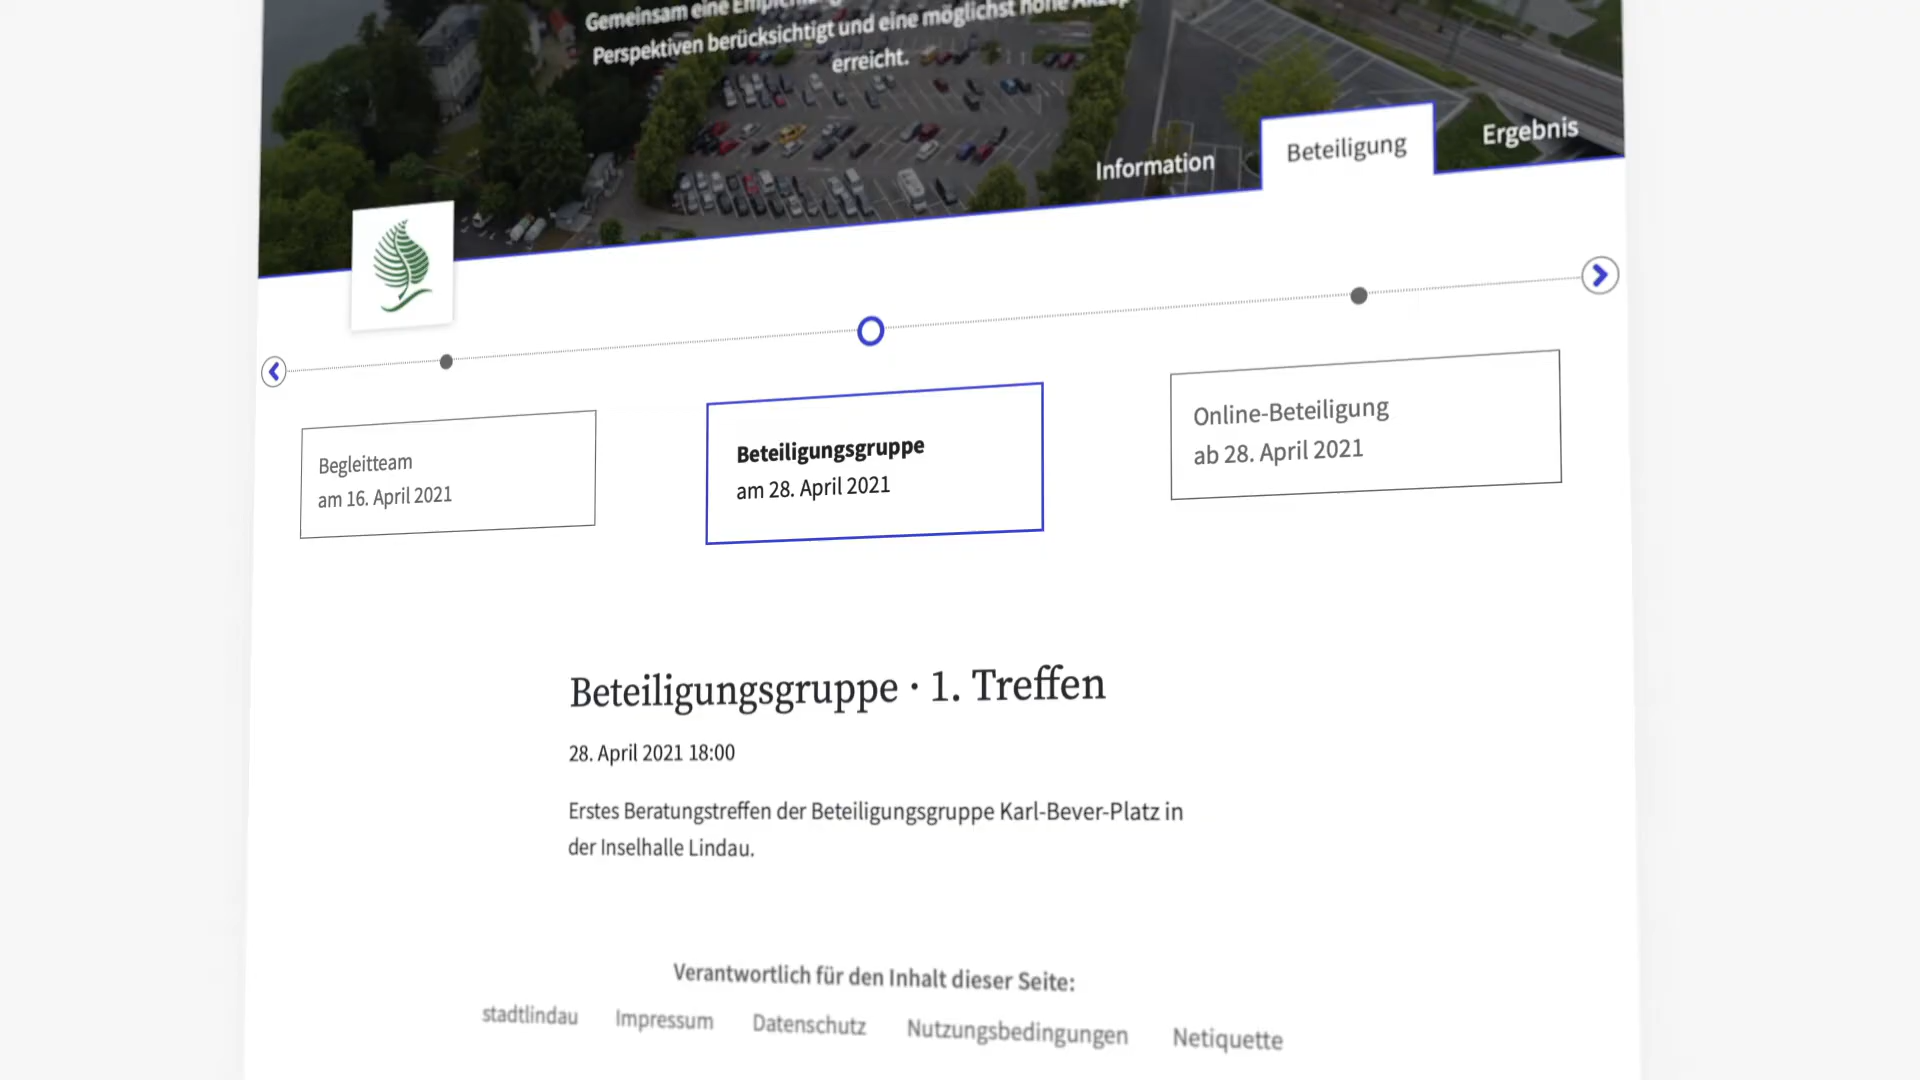 Gemeinsam eine
Perspektiven berücksichtigt und eine möglichst hohe
erreicht.
Information
Beteiligung
Ergebnis
Begleitteam
am 16. April 2021
Beteiligungsgruppe
am 28. April 2021
Online-Beteiligung
ab 28. April 2021
Beteiligungsgruppe · 1. Treffen
28. April 2021 18:00
Erstes Beratungstreffen der Beteiligungsgruppe Karl-Bever-Platz in
der Inselhalle Lindau.
Verantwortlich für den Inhalt dieser Seite:
stadtlindau Impressum Datenschutz Nutzungsbedingungen Netiquette